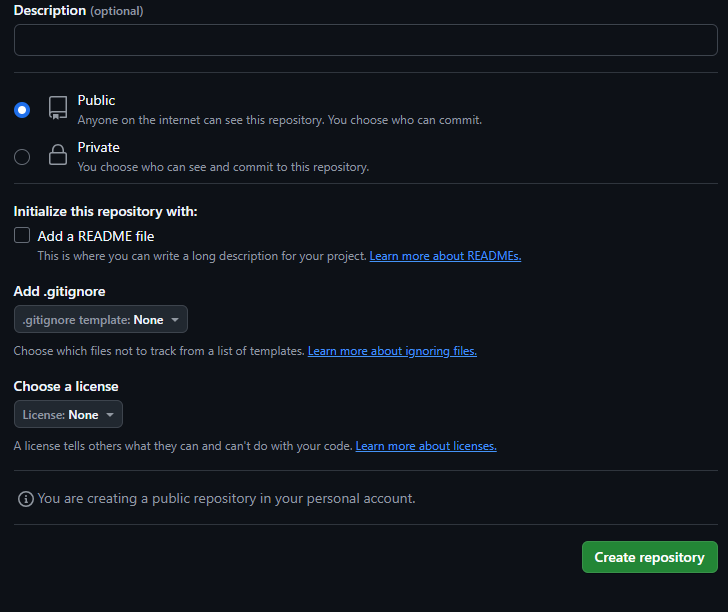 Description (optional)
Public
Anyone on the internet can see this repository. You choose who can commit.
Private
You choose who can see and commit to this repository.
Initialize this repository with:
Add a README file
This is where you can write a long description for your project. Learn more about READMEs.
Add .gitignore
.gitignore template: None
Choose which files not to track from a list of templates. Learn more about ignoring files.
Choose a license
License: None
A license tells others what they can and can't do with your code. Learn more about licenses.
You are creating a public repository in your personal account.
Create repository